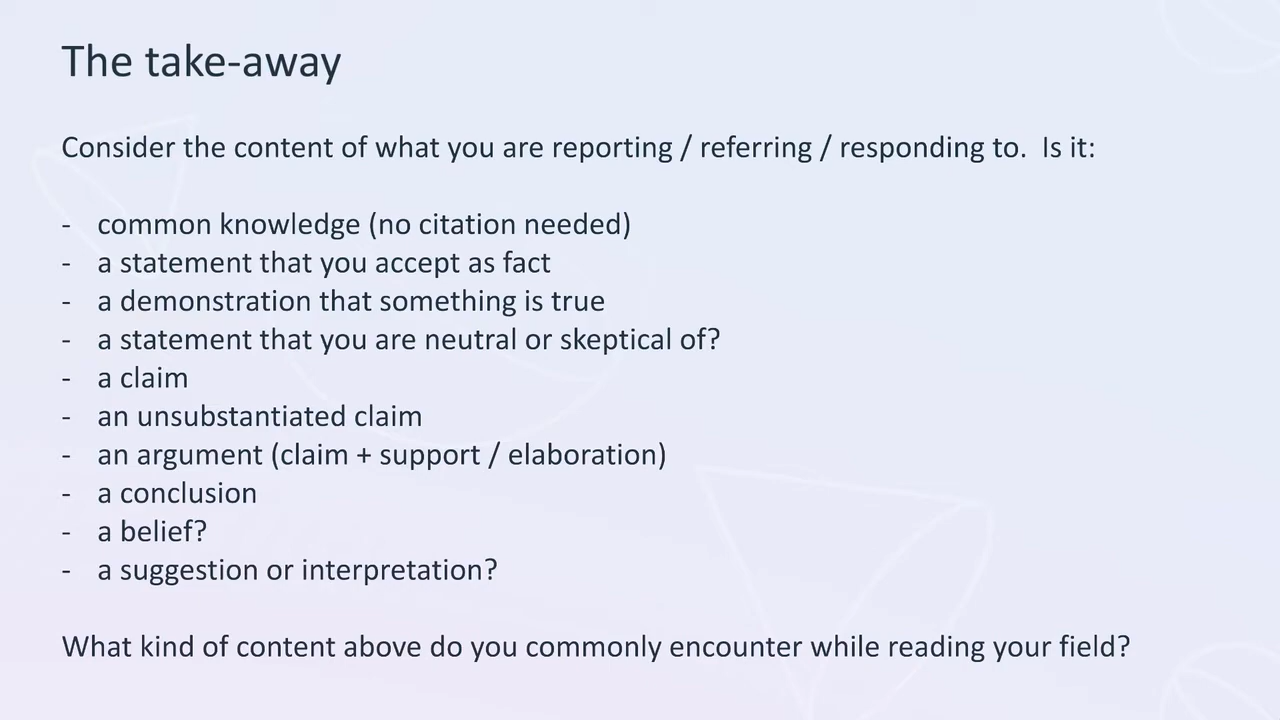 The take-away
Consider the content of what you are reporting / referring / responding to.  Is it:
- common knowledge (no citation needed)
- a statement that you accept as fact
- a demonstration that something is true
- a statement that you are neutral or skeptical of?
- a claim
- an unsubstantiated claim
- an argument (claim + support / elaboration)
- a conclusion
- a belief?
- a suggestion or interpretation?
What kind of content above do you commonly encounter while reading your field?